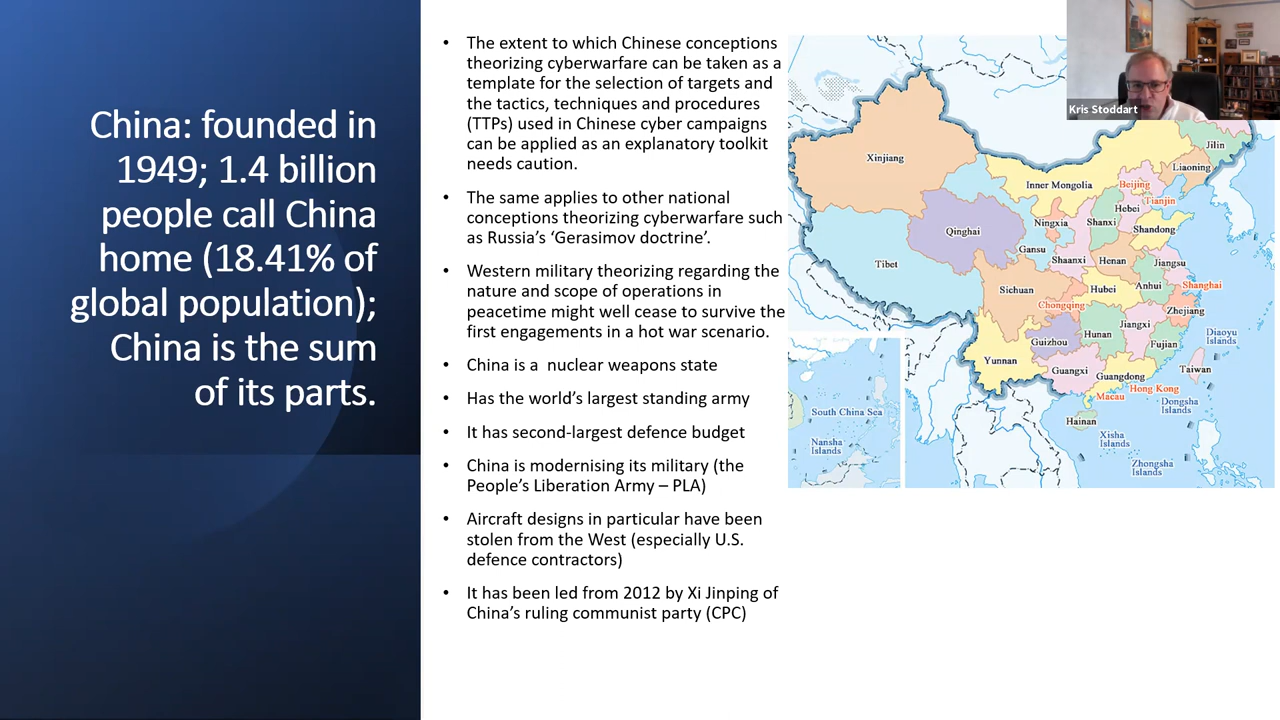 China: founded in
1949; 1.4 billion
people call China
home (18.41% of
global population);
China is the sum
of its parts.
• The extent to which Chinese conceptions
theorizing cyberwarfare can be taken as a
template for the selection of targets and
the tactics, techniques and procedures
(TTPs) used in Chinese cyber campaigns
can be applied as an explanatory toolkit
needs caution.
• The same applies to other national
conceptions theorizing cyberwarfare such
as Russia’s ‘Gerasimov doctrine’.
• Western military theorizing regarding the
nature and scope of operations in
peacetime might well cease to survive the
first engagements in a hot war scenario.
• China is a  nuclear weapons state
• Has the world’s largest standing army
• It has second-largest defence budget
• China is modernising its military (the
People’s Liberation Army – PLA)
• Aircraft designs in particular have been
stolen from the West (especially U.S.
defence contractors)
• It has been led from 2012 by Xi Jinping of
China’s ruling communist party (CPC)
Kris Stoddart
Jilin
Xinjiang
Liaoning
Inner Mongolia
Beijing
Tianjin
Hebei
Ningxia
Shanxi
Shandong
Qinghai
Gansu
Shaanxi
Henan
Jiangsu
Tibet
Sichuan
Hubei
Anhui
Shanghai
Chongqing
Zhejiang
Jiangxi
Hunan
Guizhou
Fujian
Diaoyu
Islands
Yunnan
Guangxi
Guangdong
Taiwan
Hong Kong
Macau
Dongsha
Islands
South China Sea
Hainan
Nansha
Islands
Xisha
Islands
Zhongsha
Islands